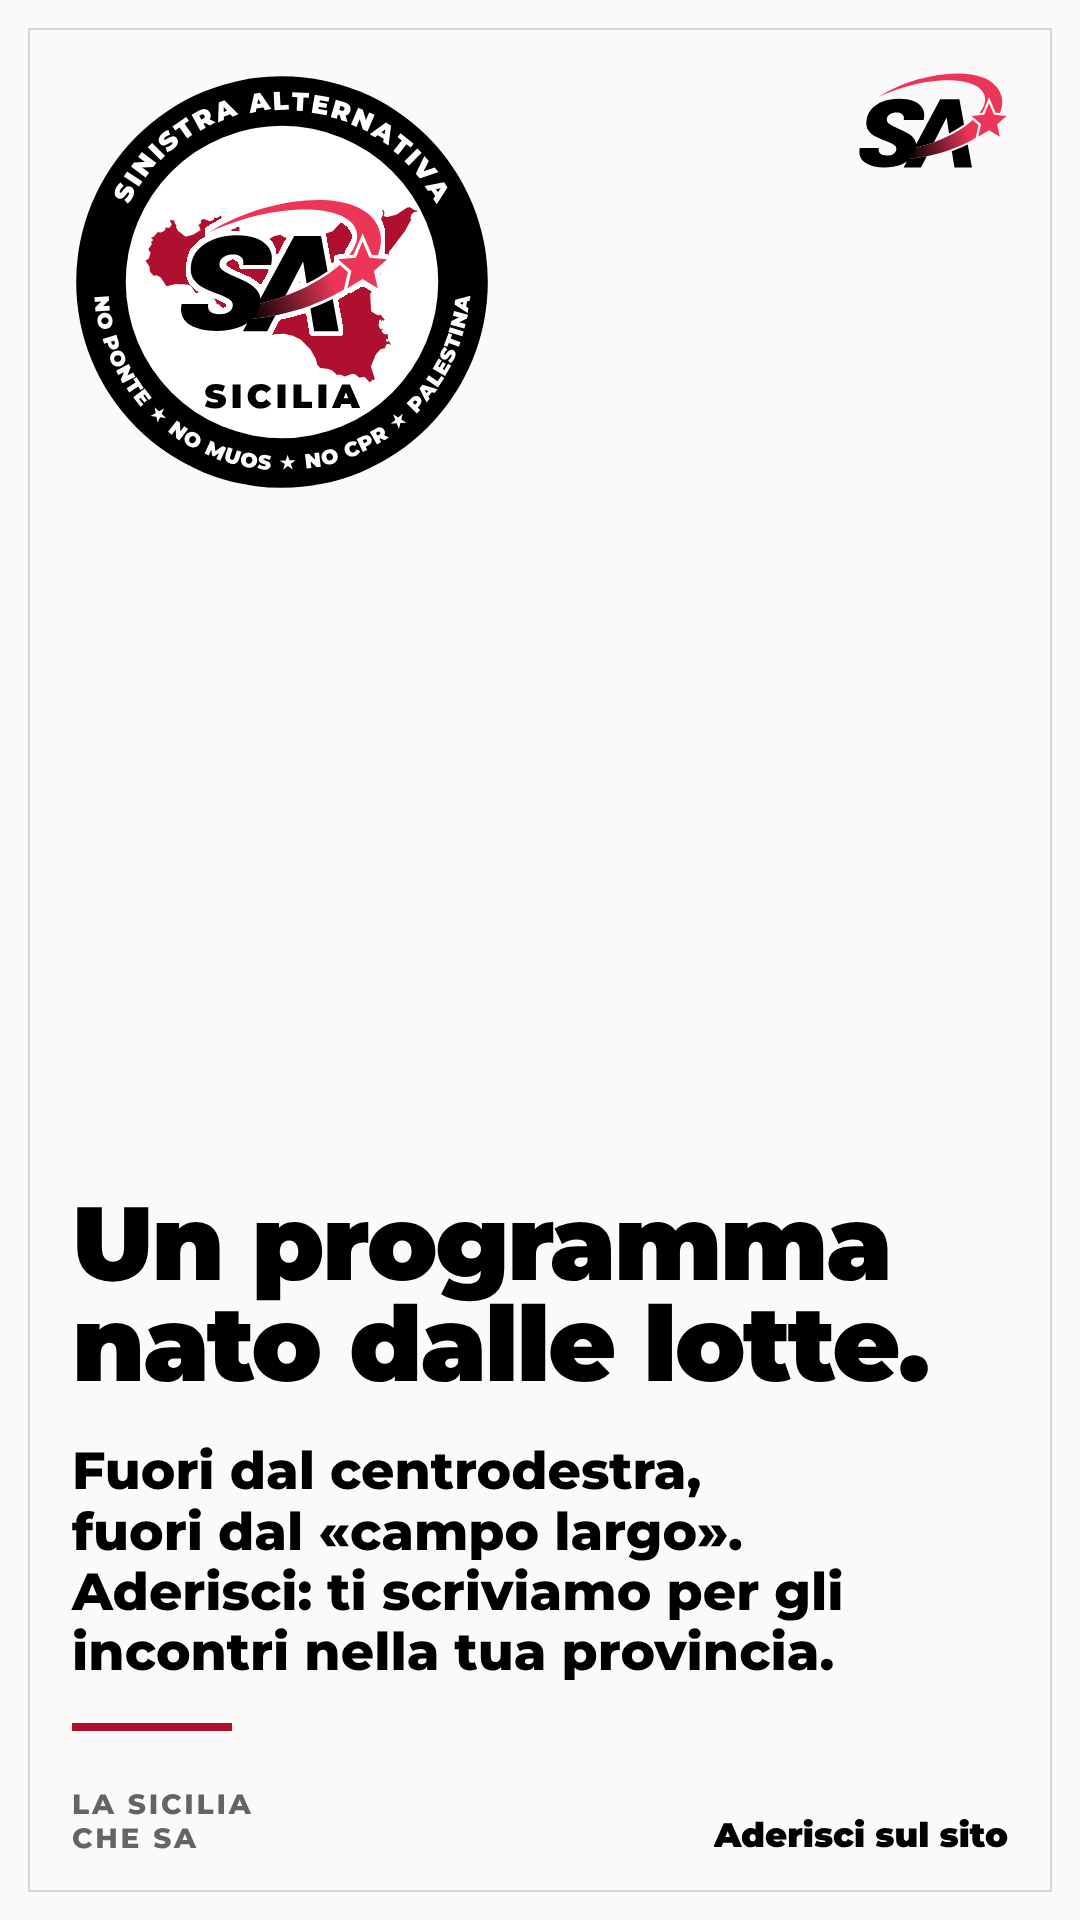 SINISTRA ALTERNATIVA
SA
SICILIA
NO PONTE ★ NO MUOS ★ NO CPR ★ PALESTINA
SA
Un programma
nato dalle lotte.
Fuori dal centrodestra,
fuori dal «campo largo».
Aderisci: ti scriviamo per gli
incontri nella tua provincia.
LA SICILIA
CHE SA
Aderisci sul sito